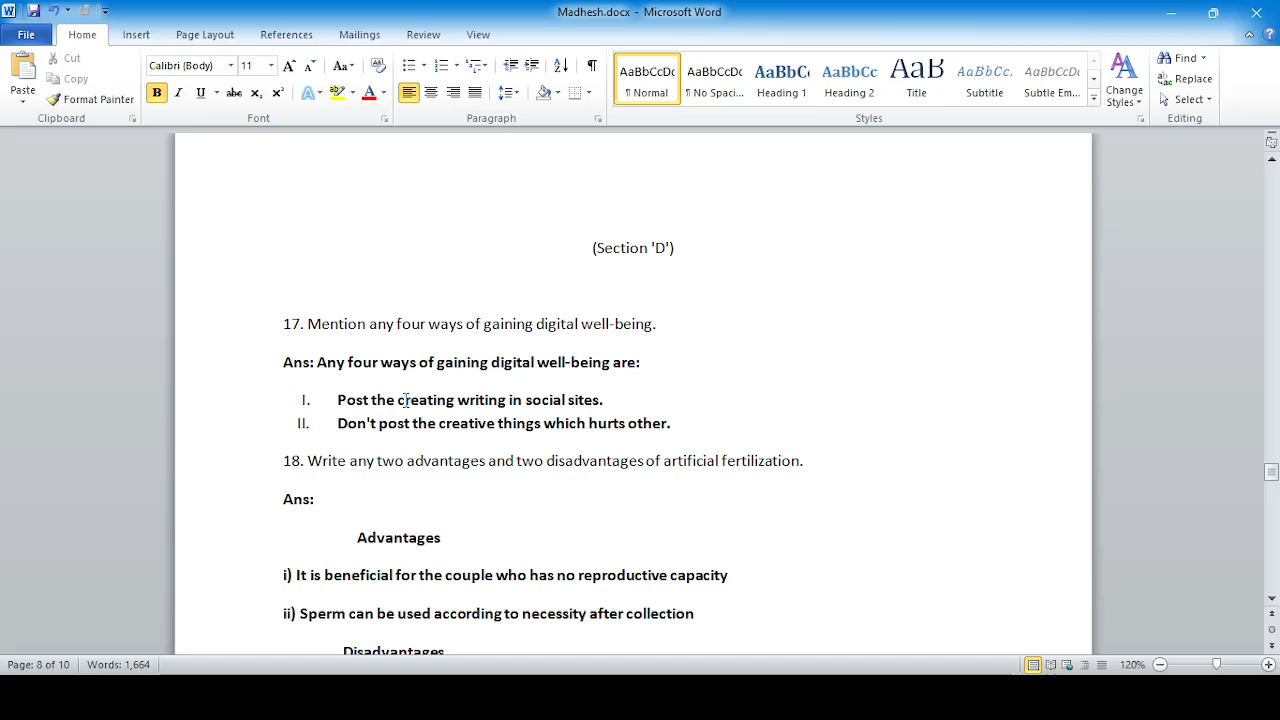 Madhesh.docx - Microsoft Word
File Home Insert Page Layout References Mailings Review View
Paste
Cut
Copy
Format Painter
Clipboard
Calibri (Body) 11
Font
Paragraph
AaBbCcDc AaBbCcDc AaBbC AaBbCc AaB AaBbCc. AaBbCcDc
¶ Normal ¶ No Spaci... Heading 1 Heading 2 Title Subtitle Subtle Em...
Change Styles
Styles
Find
Replace
Select
Editing
(Section 'D')
17. Mention any four ways of gaining digital well-being.
Ans: Any four ways of gaining digital well-being are:
I. Post the creating writing in social sites.
II. Don't post the creative things which hurts other.
18. Write any two advantages and two disadvantages of artificial fertilization.
Ans:
Advantages
i) It is beneficial for the couple who has no reproductive capacity
ii) Sperm can be used according to necessity after collection
Disadvantages
Page: 8 of 10 Words: 1,664 120%